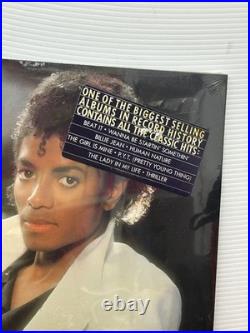 ONE OF THE BIGGEST SELLING
ALBUMS IN RECORD HISTORY
CONTAINS ALL THE CLASSIC HITS:
BEAT IT • WANNA BE STARTIN' SOMETHIN'
BILLIE JEAN • HUMAN NATURE
THE GIRL IS MINE • P.Y.T. (PRETTY YOUNG THING)
THE LADY IN MY LIFE • THRILLER